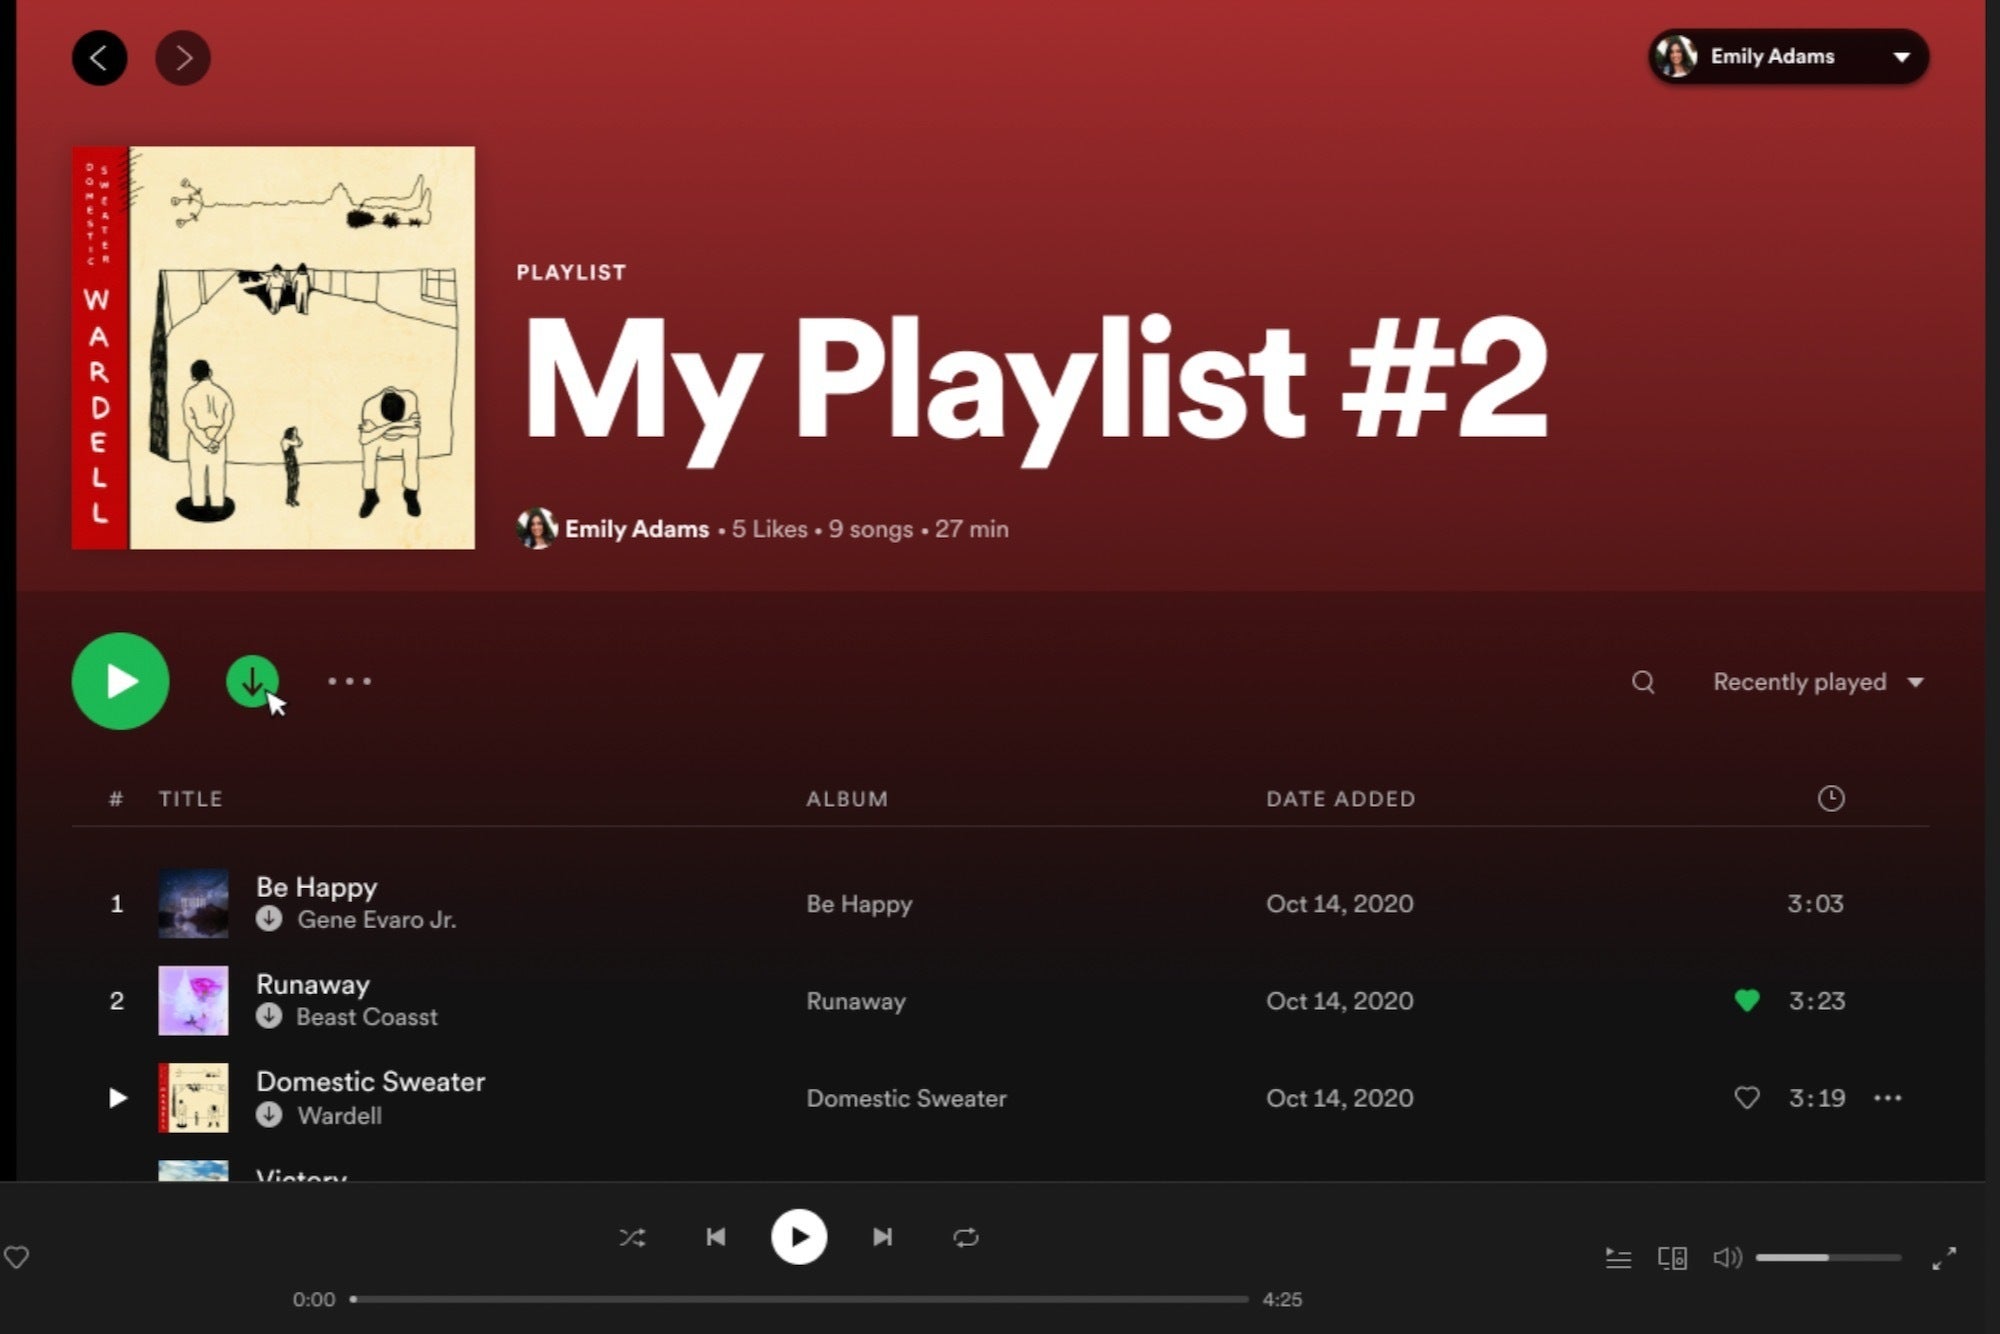 Emily Adams
DOMESTIC
SWEATER
WARDELL
PLAYLIST
My Playlist #2
Emily Adams • 5 Likes • 9 songs • 27 min
Recently played
# TITLE ALBUM DATE ADDED
1 Be Happy Be Happy Oct 14, 2020 3:03
Gene Evaro Jr.
2 Runaway Runaway Oct 14, 2020 3:23
Beast Coasst
Domestic Sweater Domestic Sweater Oct 14, 2020 3:19
Wardell
Victory
0:00 4:25